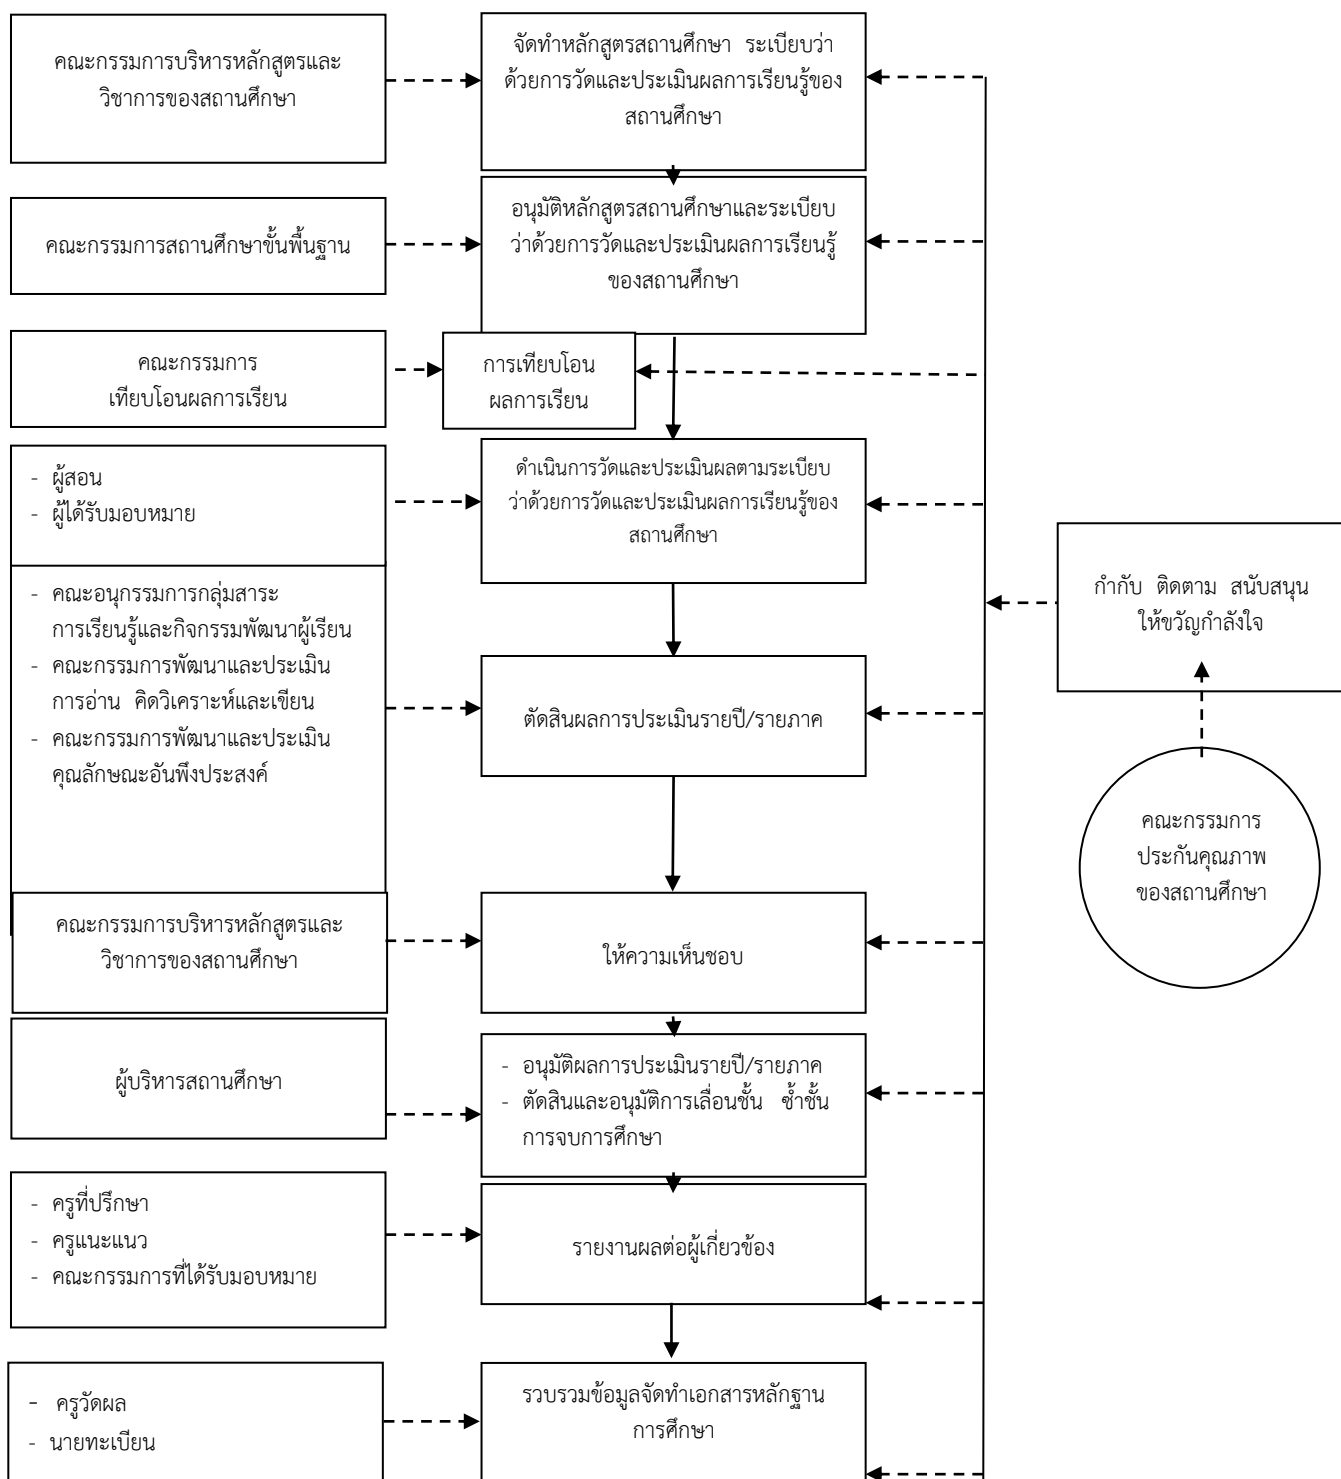 คณะกรรมการบริหารหลักสูตรและ
วิชาการของสถานศึกษา
จัดทำหลักสูตรสถานศึกษา ระเบียบว่า
ด้วยการวัดและประเมินผลการเรียนรู้ของ
สถานศึกษา
คณะกรรมการสถานศึกษาขั้นพื้นฐาน
อนุมัติหลักสูตรสถานศึกษาและระเบียบ
ว่าด้วยการวัดและประเมินผลการเรียนรู้
ของสถานศึกษา
คณะกรรมการ
เทียบโอนผลการเรียน
การเทียบโอน
ผลการเรียน
- ผู้สอน
- ผู้ได้รับมอบหมาย
ดำเนินการวัดและประเมินผลตามระเบียบ
ว่าด้วยการวัดและประเมินผลการเรียนรู้ของ
สถานศึกษา
กำกับ ติดตาม สนับสนุน
ให้ขวัญกำลังใจ
- คณะอนุกรรมการกลุ่มสาระ
การเรียนรู้และกิจกรรมพัฒนาผู้เรียน
- คณะกรรมการพัฒนาและประเมิน
การอ่าน คิดวิเคราะห์และเขียน
- คณะกรรมการพัฒนาและประเมิน
คุณลักษณะอันพึงประสงค์
ตัดสินผลการประเมินรายปี/รายภาค
คณะกรรมการ
ประกันคุณภาพ
ของสถานศึกษา
คณะกรรมการบริหารหลักสูตรและ
วิชาการของสถานศึกษา
ให้ความเห็นชอบ
ผู้บริหารสถานศึกษา
- อนุมัติผลการประเมินรายปี/รายภาค
- ตัดสินและอนุมัติการเลื่อนชั้น ซ้ำชั้น
การจบการศึกษา
- ครูที่ปรึกษา
- ครูแนะแนว
- คณะกรรมการที่ได้รับมอบหมาย
รายงานผลต่อผู้เกี่ยวข้อง
- ครูวัดผล
- นายทะเบียน
รวบรวมข้อมูลจัดทำเอกสารหลักฐาน
การศึกษา